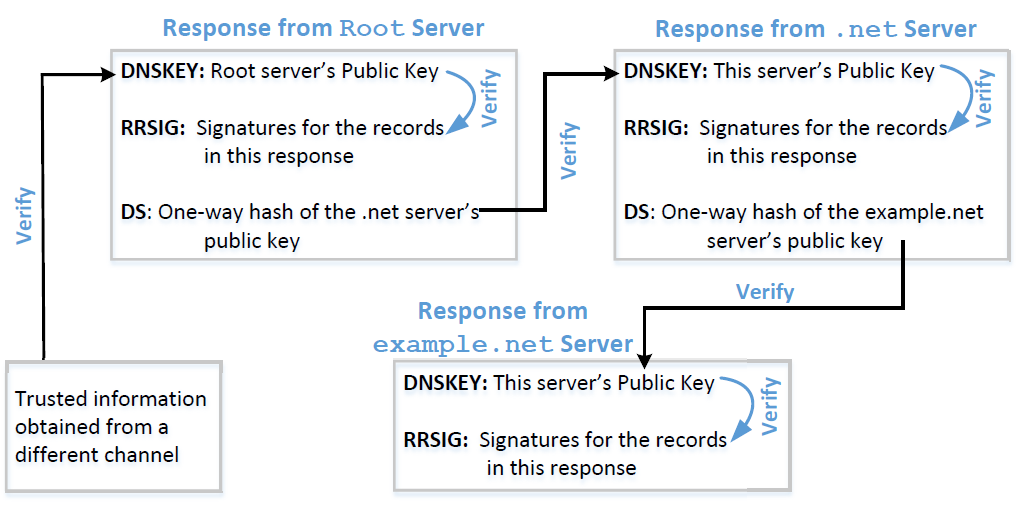 Response from Root Server
DNSKEY: Root server's Public Key
Verify
RRSIG: Signatures for the records
in this response
DS: One-way hash of the .net server's
public key
Verify
Response from .net Server
DNSKEY: This server's Public Key
Verify
RRSIG: Signatures for the records
in this response
DS: One-way hash of the example.net
server's public key
Verify
Verify
Response from
example.net Server
DNSKEY: This server's Public Key
Verify
RRSIG: Signatures for the records
in this response
Trusted information
obtained from a
different channel